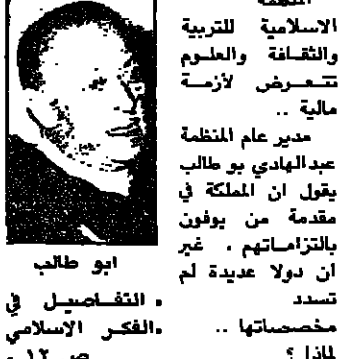 المنظمة
الاسلامية للتربية
والثقافة والعلوم
تتعرض لأزمة
مالية ..
مدير عام المنظمة
عبدالهادي بو طالب
يقول ان المملكة في
مقدمة من يوفون
بالتزاماتهم . غير
ان دولا عديدة لم
تسدد
مخصصاتها ..
لماذا ؟
ابو طالب
• التفاصيل في
«الفكر الاسلامي
ص ١٢ .